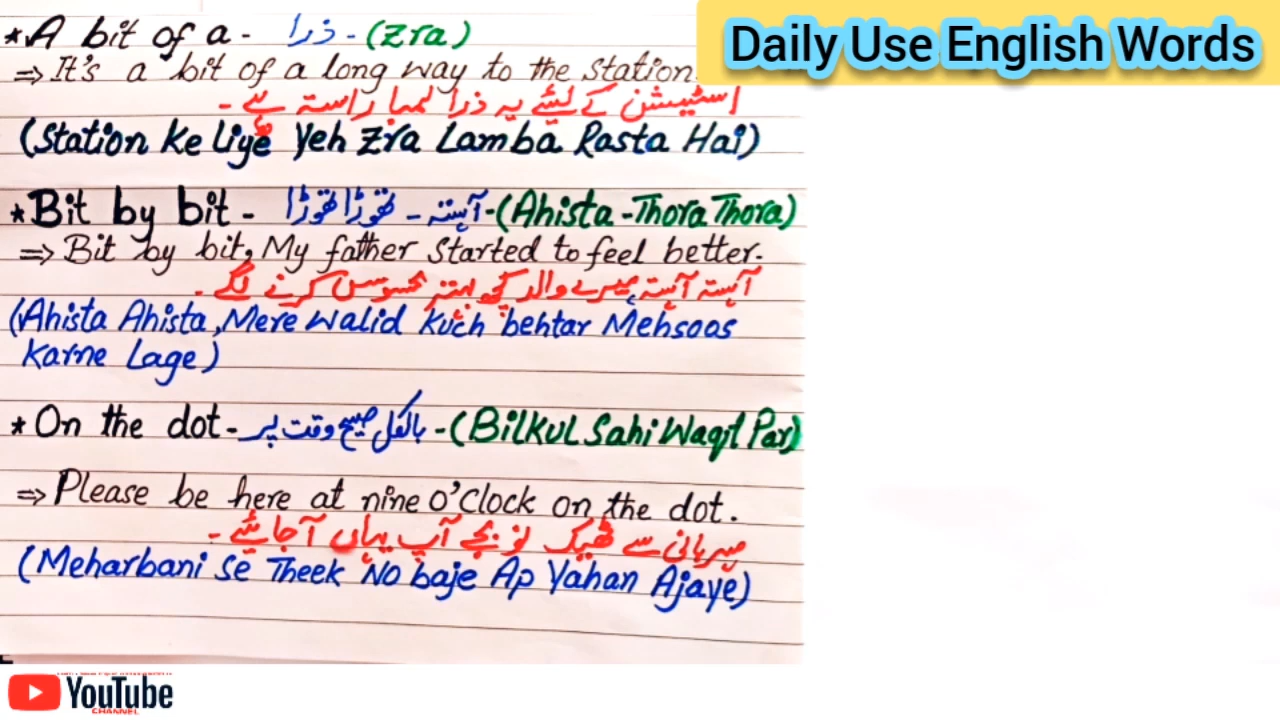 Daily Use English Words
*A bit of a - ذرا - (Zra)
⇒ It's a bit of a long way to the station.
اسٹیشن کے لیئے یہ ذرا لمبا راستہ ہے -
(Station Ke Liye Yeh Zra Lamba Rasta Hai)
*Bit by bit - آہستہ - تھوڑا تھوڑا - (Ahista - Thora Thora)
⇒ Bit by bit, My father started to feel better.
آہستہ آہستہ میرے والد کچھ بہتر محسوس کرنے لگے -
(Ahista Ahista, Mere Walid Kuch behtar Mehsoos
Karne Lage)
*On the dot - بالکل صیح وقت پر - (Bilkul Sahi Waqit Par)
⇒ Please be here at nine o'clock on the dot.
مہربانی سے ٹھیک نو بجے آپ یہاں آ جایئے -
(Meharbani Se Theek No baje Ap Yahan Ajaye)
YouTube
CHANNEL